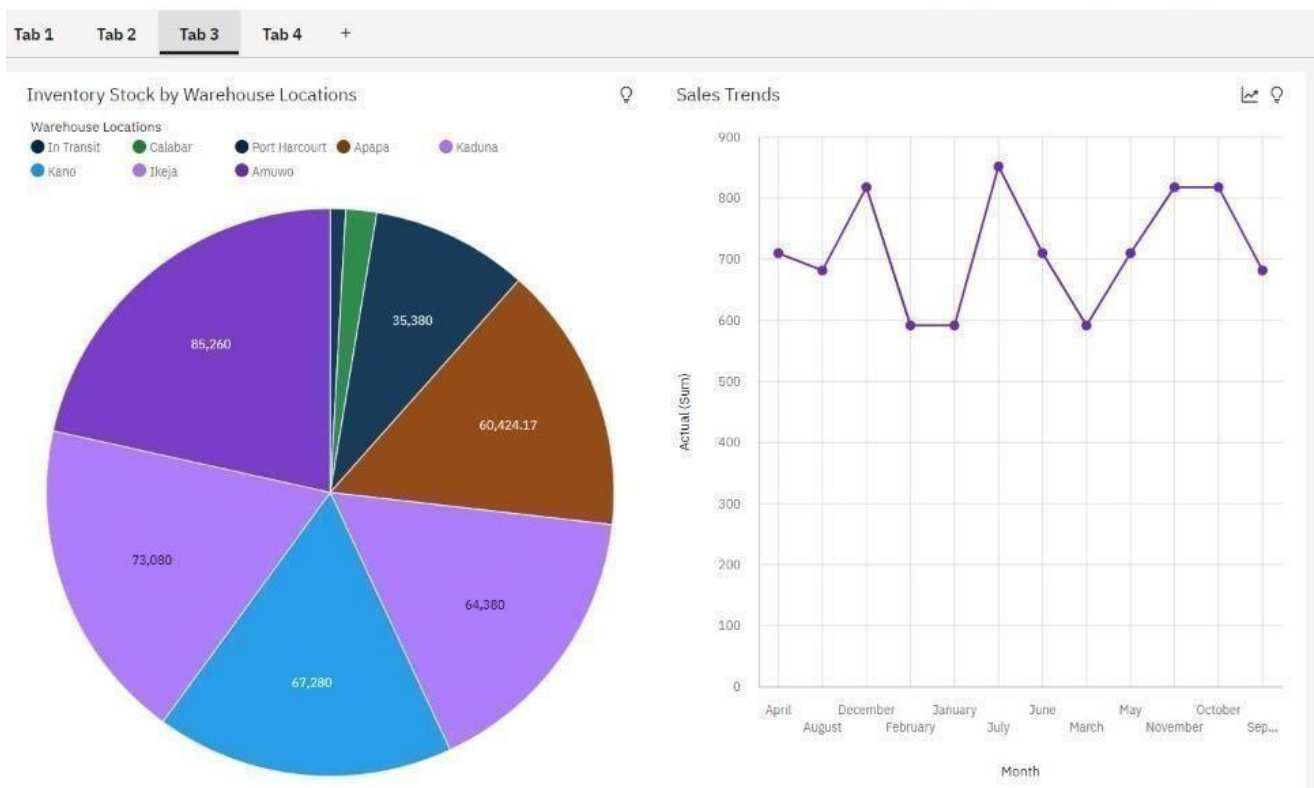 Tab 1 Tab 2 Tab 3 Tab 4 +
Inventory Stock by Warehouse Locations
Warehouse Locations
In Transit Calabar Port Harcourt Apapa Kaduna
Kano Ikeja Amuwo
35,380
85,260
60,424.17
73,080
64,380
67,280
Sales Trends
900
800
700
600
500
400
300
200
100
0
Actual (Sum)
April December January June May October
August February July March November Sep...
Month